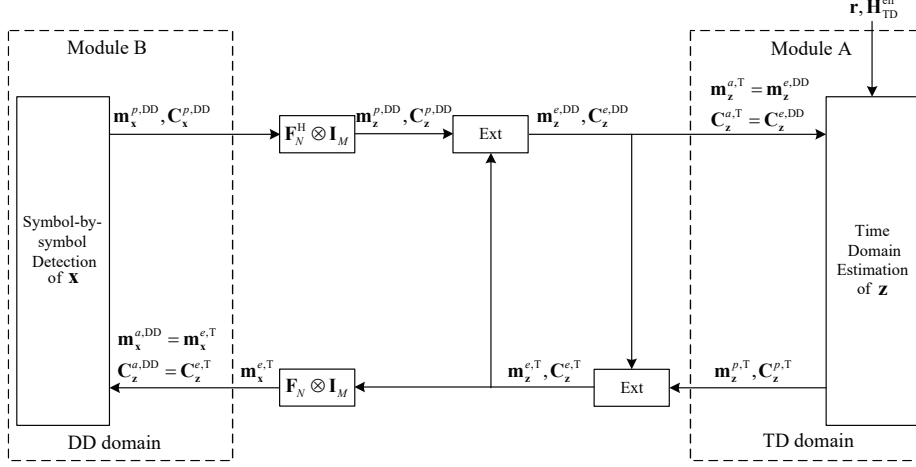 r, H_TD^eff
Module B
Module A
m_x^{p,DD}, C_x^{p,DD}
F_N^H ⊗ I_M
m_z^{p,DD}, C_z^{p,DD}
Ext
m_z^{e,DD}, C_z^{e,DD}
m_z^{a,T} = m_z^{e,DD}
C_z^{a,T} = C_z^{e,DD}
Symbol-by-
symbol
Detection
of x
Time
Domain
Estimation
of z
m_x^{a,DD} = m_x^{e,T}
C_z^{a,DD} = C_z^{e,T}
m_x^{e,T}
F_N ⊗ I_M
m_z^{e,T}, C_z^{e,T}
Ext
m_z^{p,T}, C_z^{p,T}
DD domain
TD domain